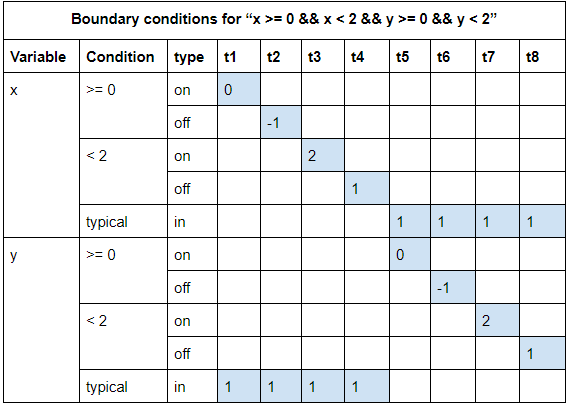 Boundary conditions for “x >= 0 && x < 2 && y >= 0 && y < 2”
Variable Condition type t1 t2 t3 t4 t5 t6 t7 t8
x >= 0 on 0
off -1
< 2 on 2
off 1
typical in 1 1 1 1
y >= 0 on 0
off -1
< 2 on 2
off 1
typical in 1 1 1 1